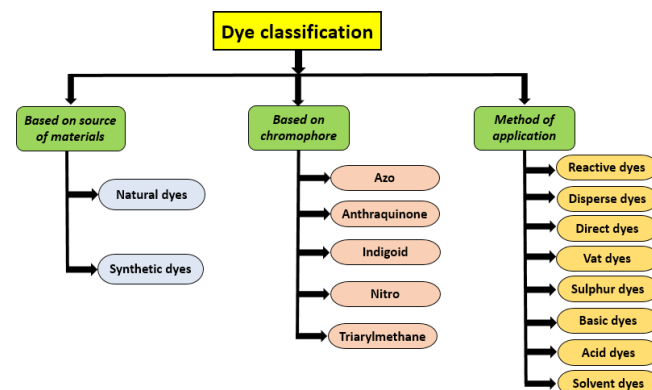 Dye classification
Based on source
of materials
Based on
chromophore
Method of
application
Natural dyes
Synthetic dyes
Azo
Anthraquinone
Indigoid
Nitro
Triarylmethane
Reactive dyes
Disperse dyes
Direct dyes
Vat dyes
Sulphur dyes
Basic dyes
Acid dyes
Solvent dyes